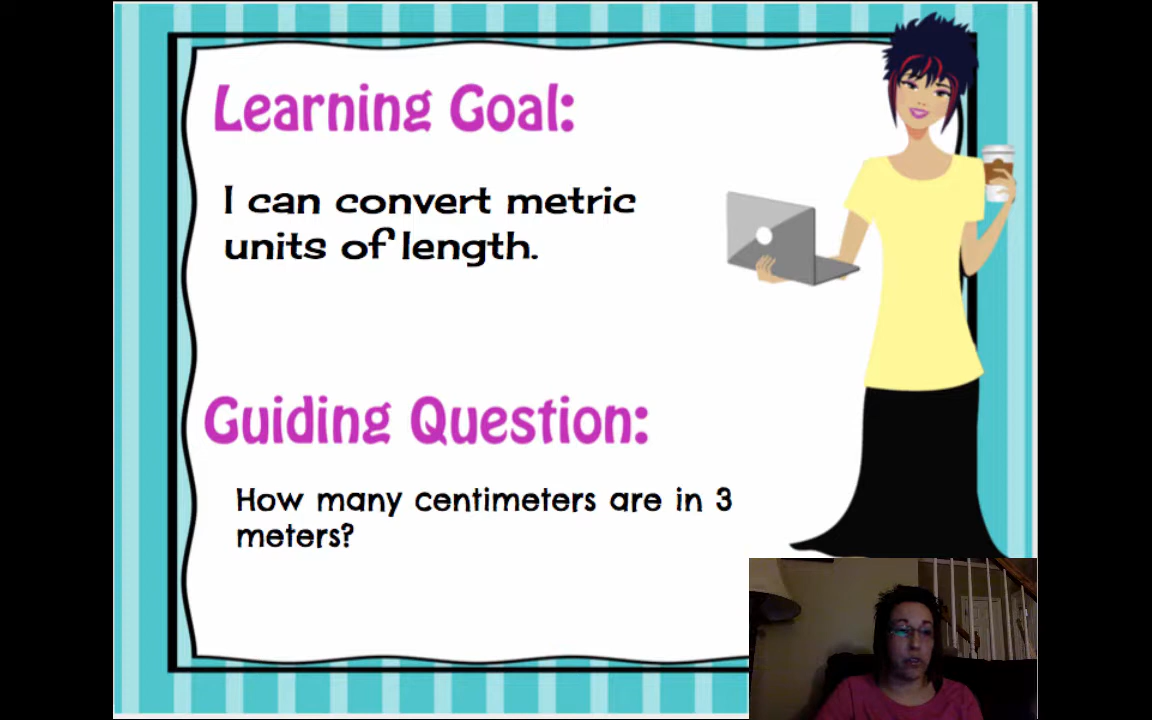 Learning Goal:
I can convert metric
units of length.
Guiding Question:
How many centimeters are in 3
meters?